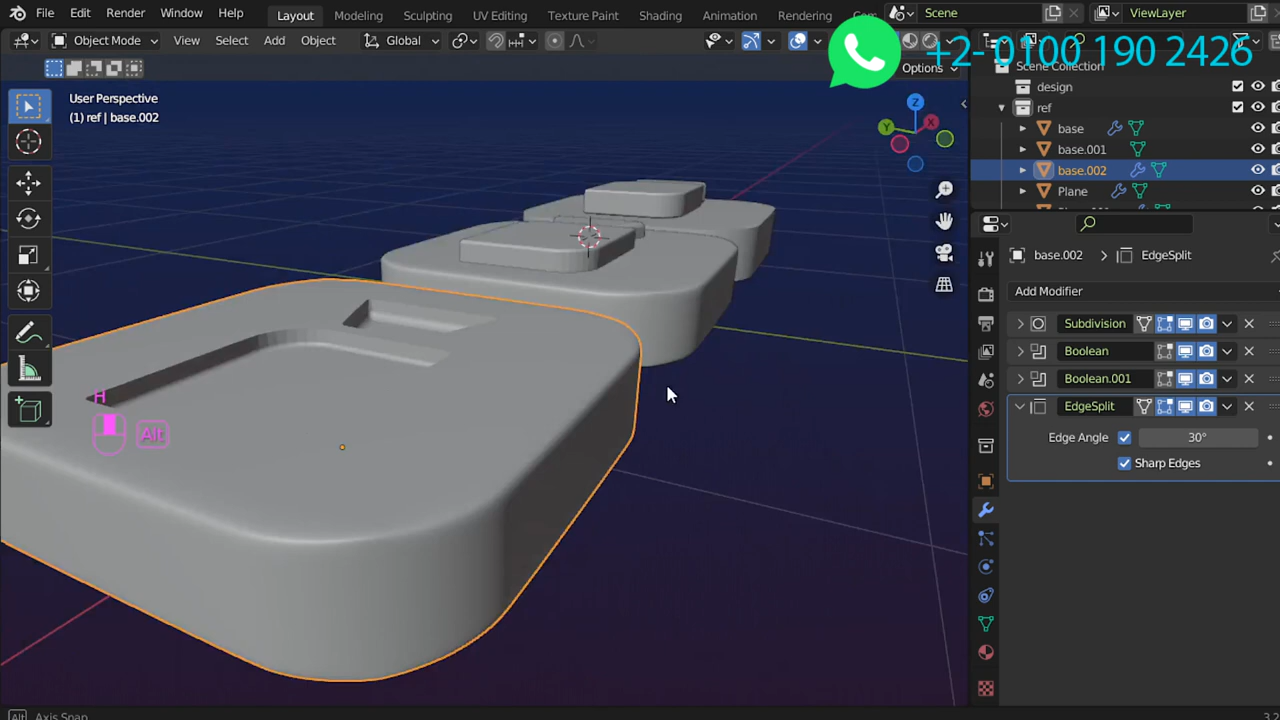 File Edit Render Window Help Layout Modeling Sculpting UV Editing Texture Paint Shading Animation Rendering Scene ViewLayer
Object Mode View Select Add Object Global
+2- 0100 190 2426
Options
User Perspective
(1) ref | base.002
Scene Collection
design
ref
base
base.001
base.002
Plane
base.002 > EdgeSplit
Add Modifier
Subdivision
Boolean
Boolean.001
EdgeSplit
Edge Angle 30°
Sharp Edges
X
Y
Z
H
Alt
Alt Axis Snap